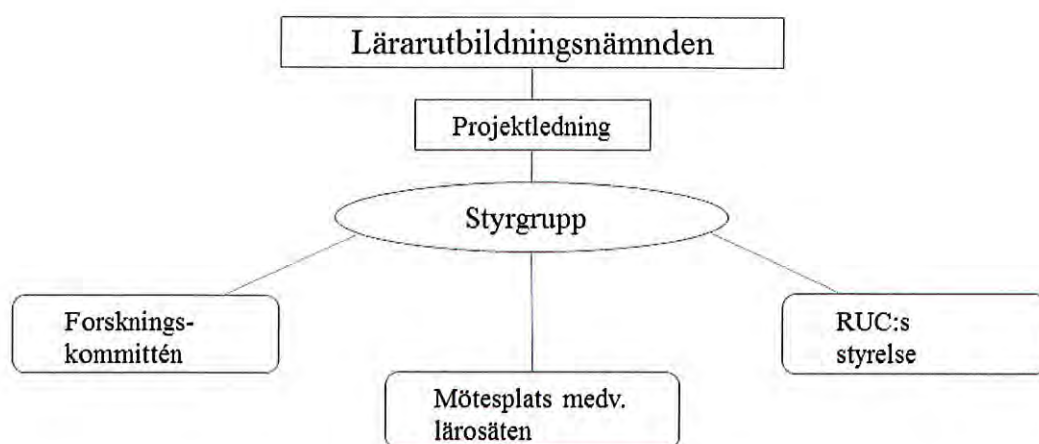 Lärarutbildningsnämnden
Projektledning
Styrgrupp
Forsknings-
kommittén
RUC:s
styrelse
Mötesplats medv.
lärosäten